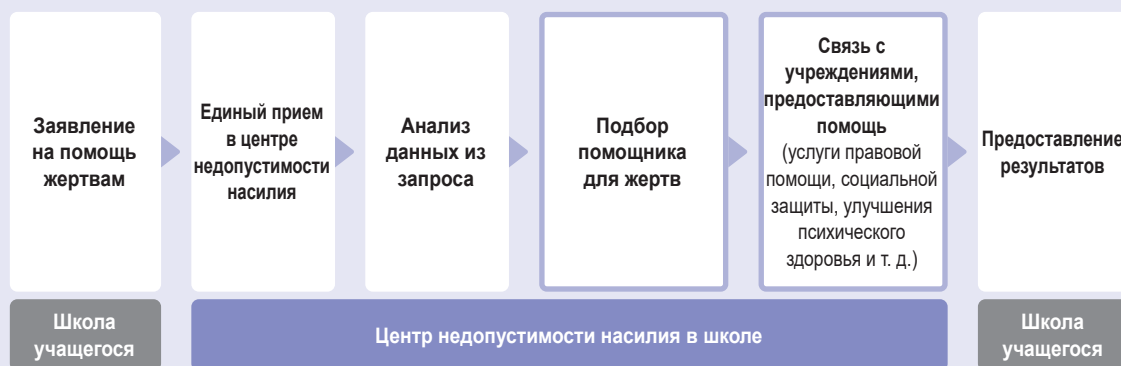 Заявление
на помощь
жертвам
Единый прием
в центре
недопустимости
насилия
Анализ
данных из
запроса
Подбор
помощника
для жертв
Связь с
учреждениями,
предоставляющими
помощь
(услуги правовой
помощи, социальной
защиты, улучшения
психического
здоровья и т. д.)
Предоставление
результатов
Школа
учащегося
Центр недопустимости насилия в школе
Школа
учащегося